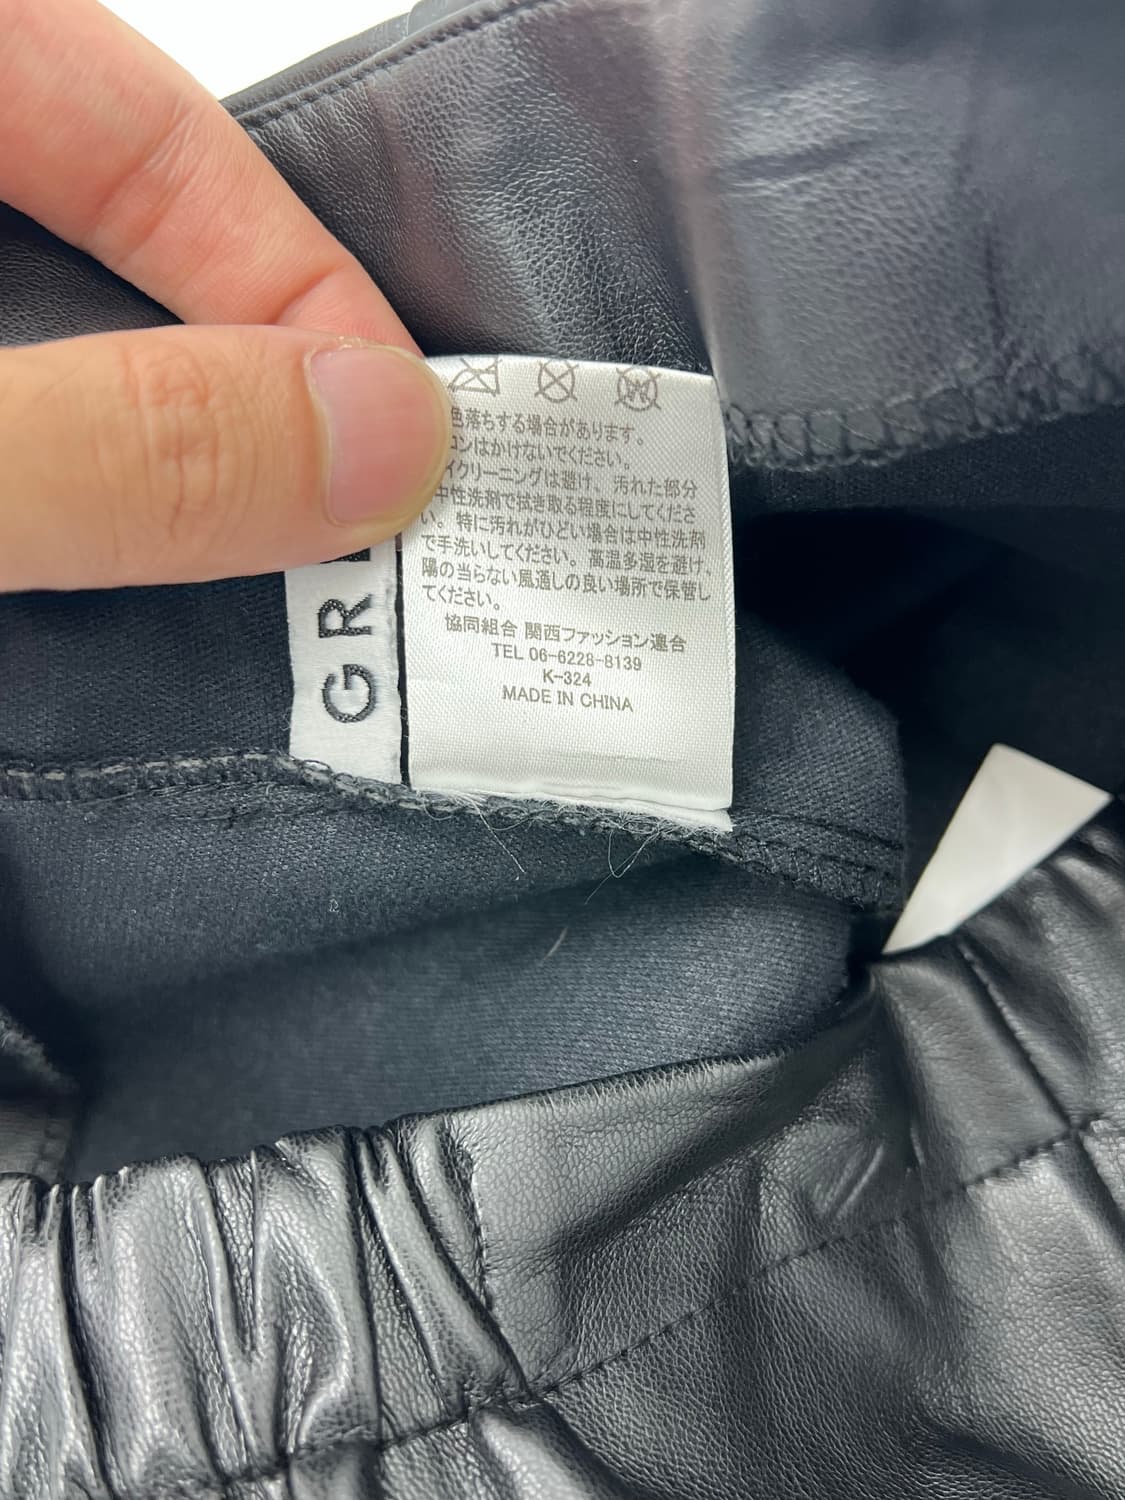 色落ちする場合があります。
コンはかけないでください。
イクリーニングは避け、汚れた部分
中性洗剤で拭き取る程度にしてくださ
い。特に汚れがひどい場合は中性洗剤
で手洗いしてください。高温多湿を避け、
陽の当らない風通しの良い場所で保管し
てください。
協同組合 関西ファッション連合
TEL 06-6228-8139
K-324
MADE IN CHINA
GR